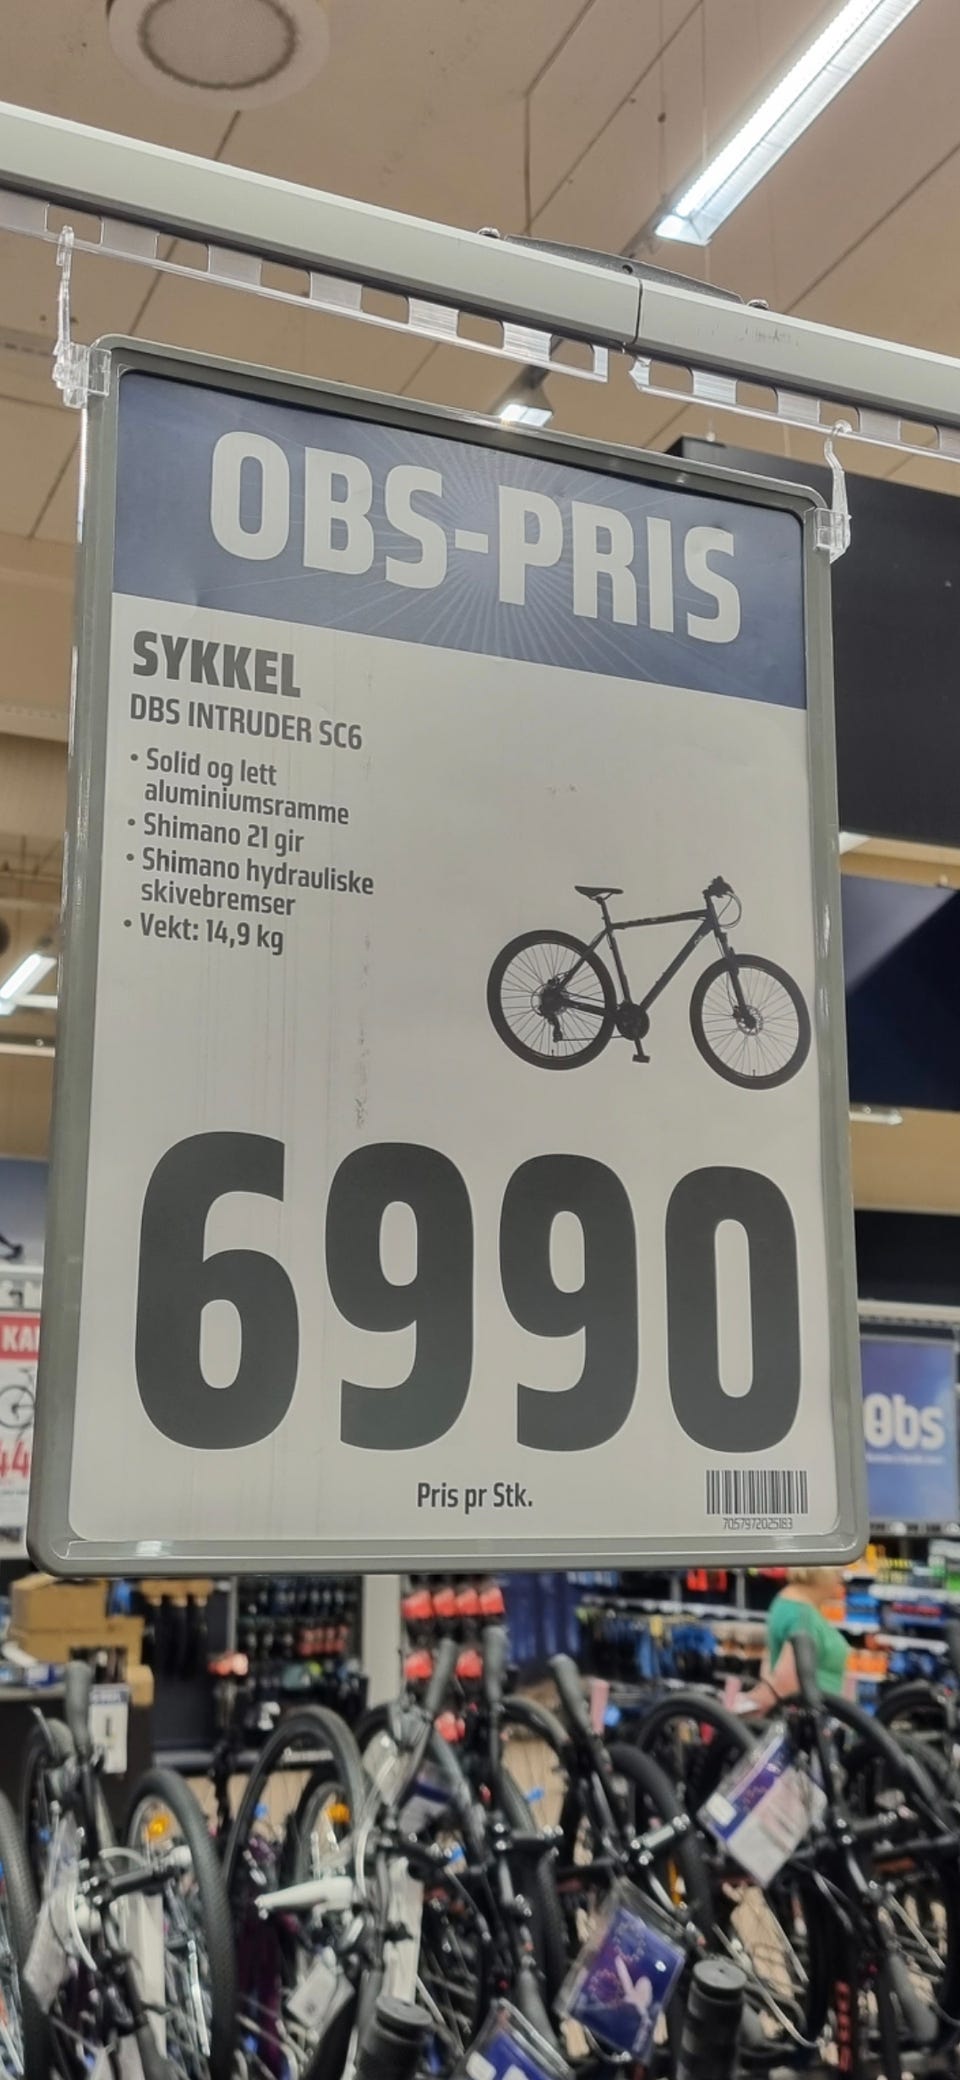 OBS-PRIS
SYKKEL
DBS INTRUDER SC6
• Solid og lett
aluminiumsramme
• Shimano 21 gir
• Shimano hydrauliske
skivebremser
• Vekt: 14,9 kg
6990
Pris pr Stk.
7057972025183
Obs